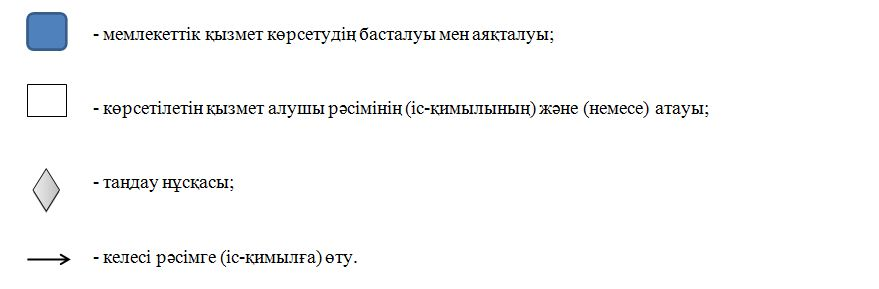 - мемлекеттік қызмет көрсетудің басталуы мен аяқталуы;
- көрсетілетін қызмет алушы рәсімінің (іс-қимылының) және (немесе) атауы;
- таңдау нұсқасы;
- келесі рәсімге (іс-қимылға) өту.